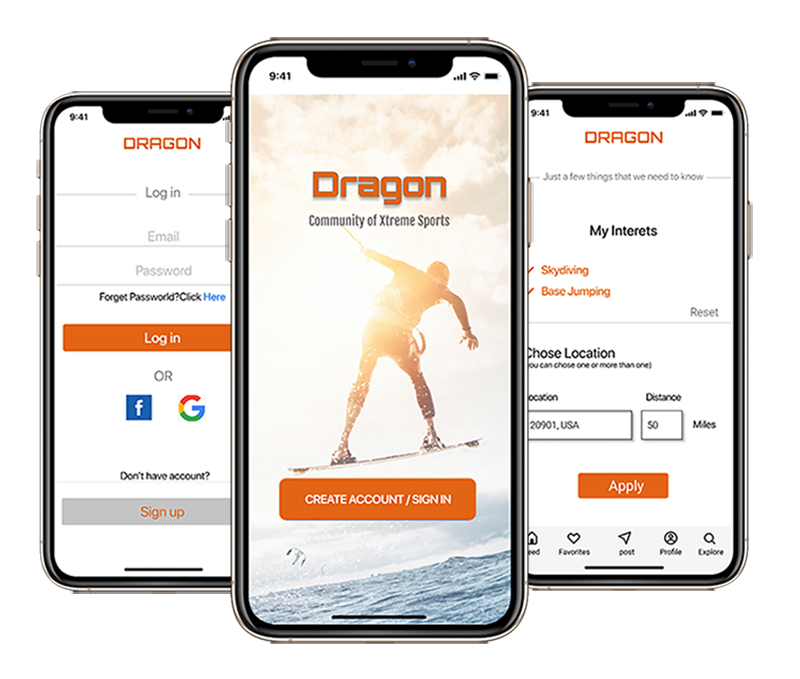 9:41
DRAGON
Log in
Email
Password
Forget Passworld?Click Here
Log in
OR
f
G
Don't have account?
Sign up
9:41
Dragon
Community of Xtreme Sports
CREATE ACCOUNT / SIGN IN
9:41
DRAGON
Just a few things that we need to know
My Interets
Skydiving
Base Jumping
Reset
Chose Location
you can chose one or more than one)
ocation Distance
20901, USA 50 Miles
Apply
eed Favorites post Profile Explore